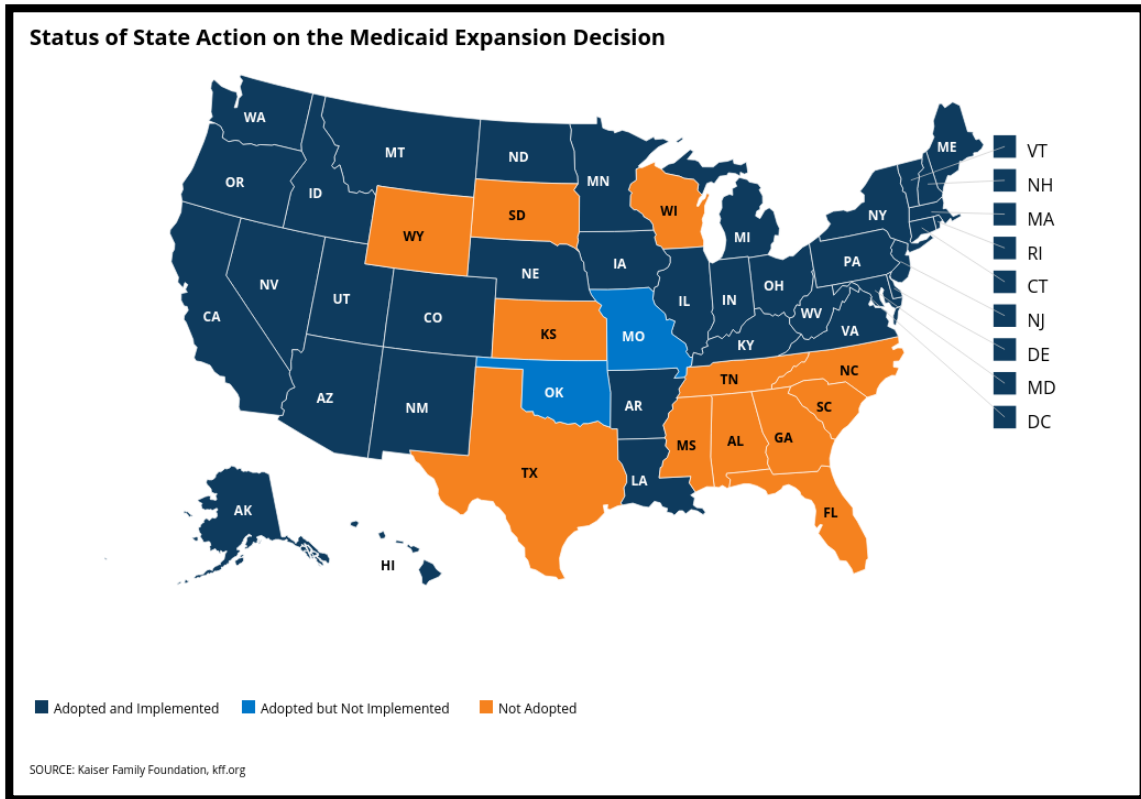 Status of State Action on the Medicaid Expansion Decision
WA
MT
ND
MN
ME
VT
OR
ID
SD
WI
NH
WY
MI
NY
MA
NV
UT
NE
IA
PA
RI
CA
CO
IL
IN
OH
CT
KS
MO
WV
VA
NJ
KY
DE
AZ
NM
OK
AR
TN
NC
MD
SC
DC
TX
MS
AL
GA
LA
FL
AK
HI
Adopted and Implemented
Adopted but Not Implemented
Not Adopted
SOURCE: Kaiser Family Foundation, kff.org